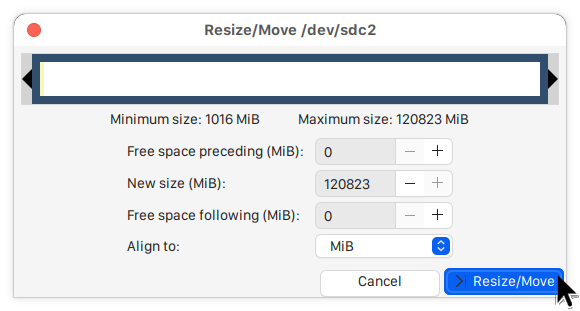 Resize/Move /dev/sdc2
Minimum size: 1016 MiB Maximum size: 120823 MiB
Free space preceding (MiB): 0
New size (MiB): 120823
Free space following (MiB): 0
Align to: MiB
Cancel Resize/Move